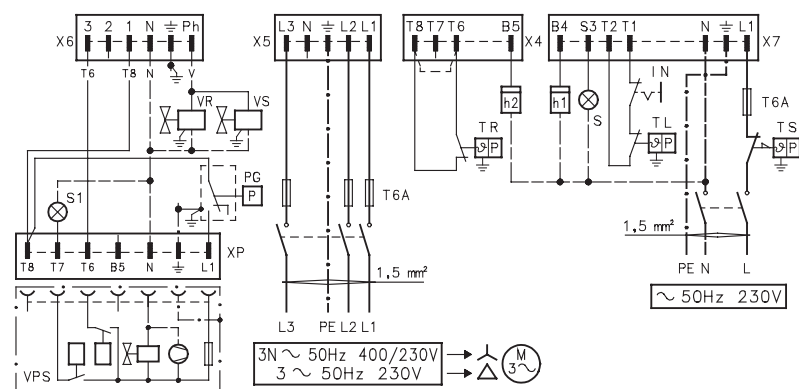 3 2 1 N ⏚ Ph
X6
T6 T8 N V
VR VS
PG
P
S1
XP
T8 T7 T6 B5 N ⏚ L1
VPS
X5
L3 N ⏚ L2 L1
T6A
1,5 mm²
L3 PE L2 L1
3N ~ 50Hz 400/230V
3 ~ 50Hz 230V
M
3~
T8 T7 T6 B5
X4
h2
TR
ϑ P
B4 S3 T2 T1 N ⏚ L1
X7
h1
S
IN
TL
ϑ P
T6A
TS
ϑ P
1,5 mm²
PE N L
~ 50Hz 230V